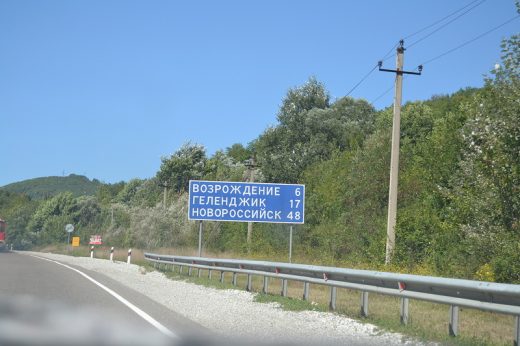 ВОЗРОЖДЕНИЕ 6
ГЕЛЕНДЖИК 17
НОВОРОССИЙСК 48